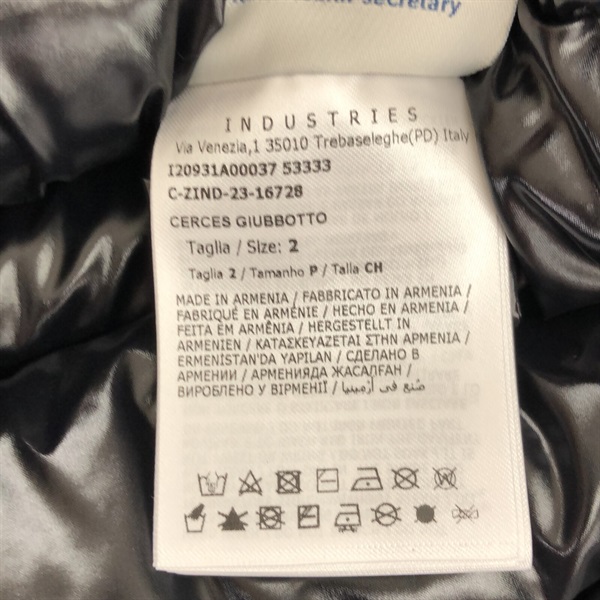 Secretary
INDUSTRIES
Via Venezia,1 35010 Trebaseleghe(PD) Italy
I20931A00037 53333
C-ZIND-23-16728
CERCES GIUBBOTTO
Taglia / Size: 2
Taglia 2 / Tamanho P / Talla CH
MADE IN ARMENIA / FABBRICATO IN ARMENIA /
FABRIQUÉ EN ARMÉNIE / HECHO EN ARMENIA /
FEITA EM ARMÊNIA / HERGESTELLT IN
ARMENIEN / ΚΑΤΑΣΚΕΥΑΖΕΤΑΙ ΣΤΗΝ ΑΡΜΕΝΙΑ /
ERMENİSTAN'DA YAPILAN / СДЕЛАНО В
АРМЕНИИ / АРМЕНИЯДА ЖАСАЛҒАН /
ВИРОБЛЕНО У ВІРМЕНІЇ / صُنع في أرمينيا